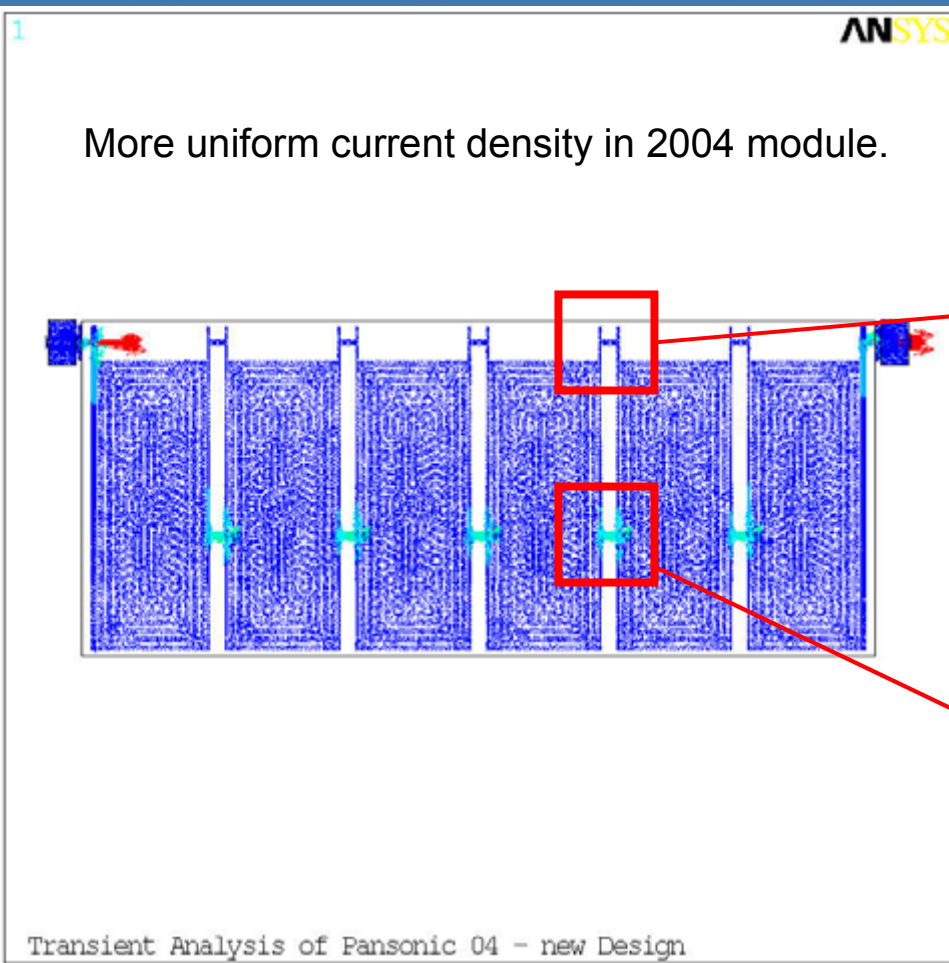 1
ANSYS
More uniform current density in 2004 module.
Transient Analysis of Pansonic 04 - new Design